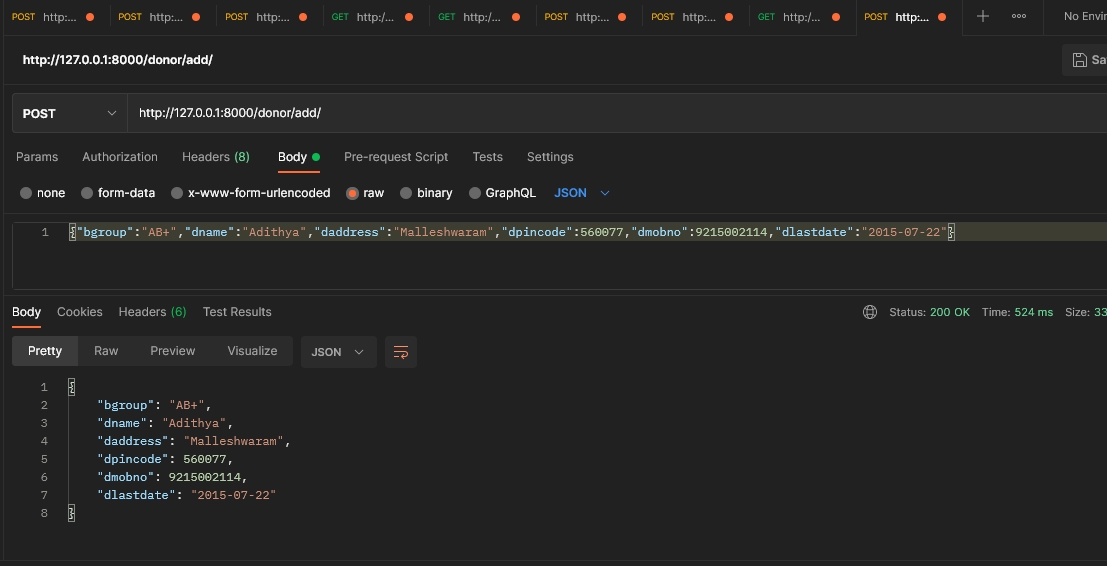 POST http:... POST http:... POST http:... GET http:/... GET http:/... POST http:... POST http:... GET http:/... POST http:... + ooo No Envir
http://127.0.0.1:8000/donor/add/ Sa
POST http://127.0.0.1:8000/donor/add/
Params Authorization Headers (8) Body Pre-request Script Tests Settings
none form-data x-www-form-urlencoded raw binary GraphQL JSON
1 {"bgroup":"AB+","dname":"Adithya","daddress":"Malleshwaram","dpincode":560077,"dmobno":9215002114,"dlastdate":"2015-07-22"}
Body Cookies Headers (6) Test Results Status: 200 OK Time: 524 ms Size: 33
Pretty Raw Preview Visualize JSON
1 {
2 "bgroup": "AB+",
3 "dname": "Adithya",
4 "daddress": "Malleshwaram",
5 "dpincode": 560077,
6 "dmobno": 9215002114,
7 "dlastdate": "2015-07-22"
8 }